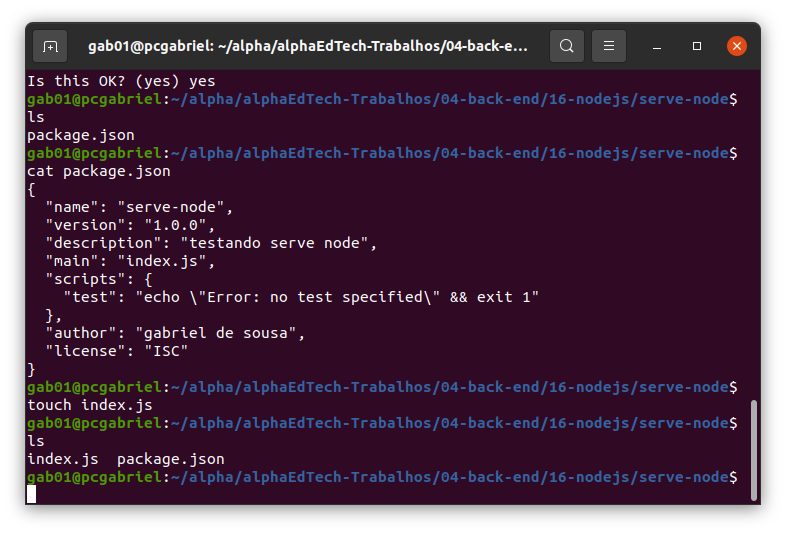 gab01@pcgabriel: ~/alpha/alphaEdTech-Trabalhos/04-back-e...
Is this OK? (yes) yes
gab01@pcgabriel:~/alpha/alphaEdTech-Trabalhos/04-back-end/16-nodejs/serve-node$
ls
package.json
gab01@pcgabriel:~/alpha/alphaEdTech-Trabalhos/04-back-end/16-nodejs/serve-node$
cat package.json
{
  "name": "serve-node",
  "version": "1.0.0",
  "description": "testando serve node",
  "main": "index.js",
  "scripts": {
    "test": "echo \"Error: no test specified\" && exit 1"
  },
  "author": "gabriel de sousa",
  "license": "ISC"
}
gab01@pcgabriel:~/alpha/alphaEdTech-Trabalhos/04-back-end/16-nodejs/serve-node$
touch index.js
gab01@pcgabriel:~/alpha/alphaEdTech-Trabalhos/04-back-end/16-nodejs/serve-node$
ls
index.js  package.json
gab01@pcgabriel:~/alpha/alphaEdTech-Trabalhos/04-back-end/16-nodejs/serve-node$